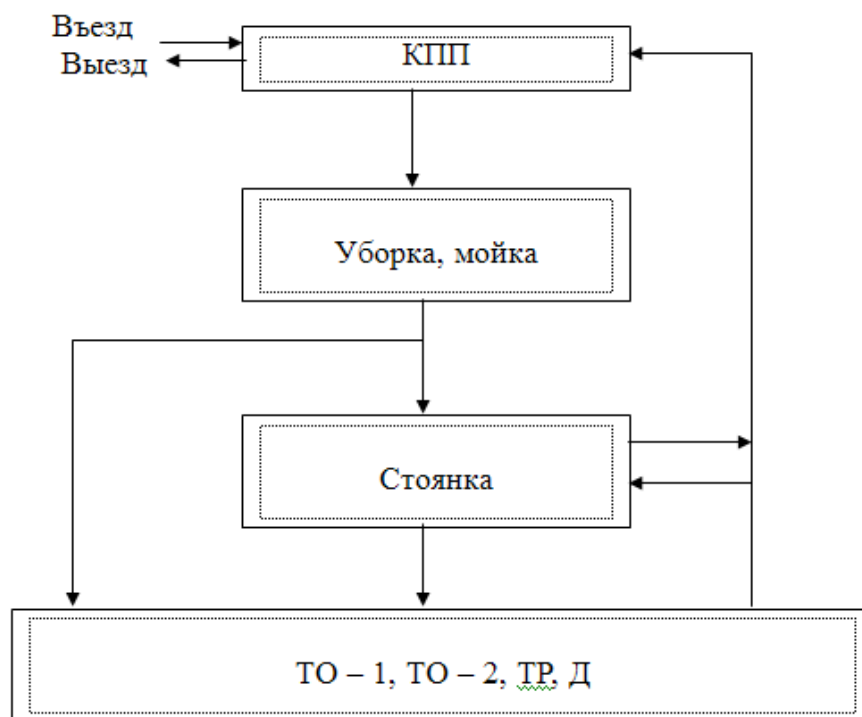 Въезд
Выезд
КПП
Уборка, мойка
Стоянка
ТО – 1, ТО – 2, ТР, Д